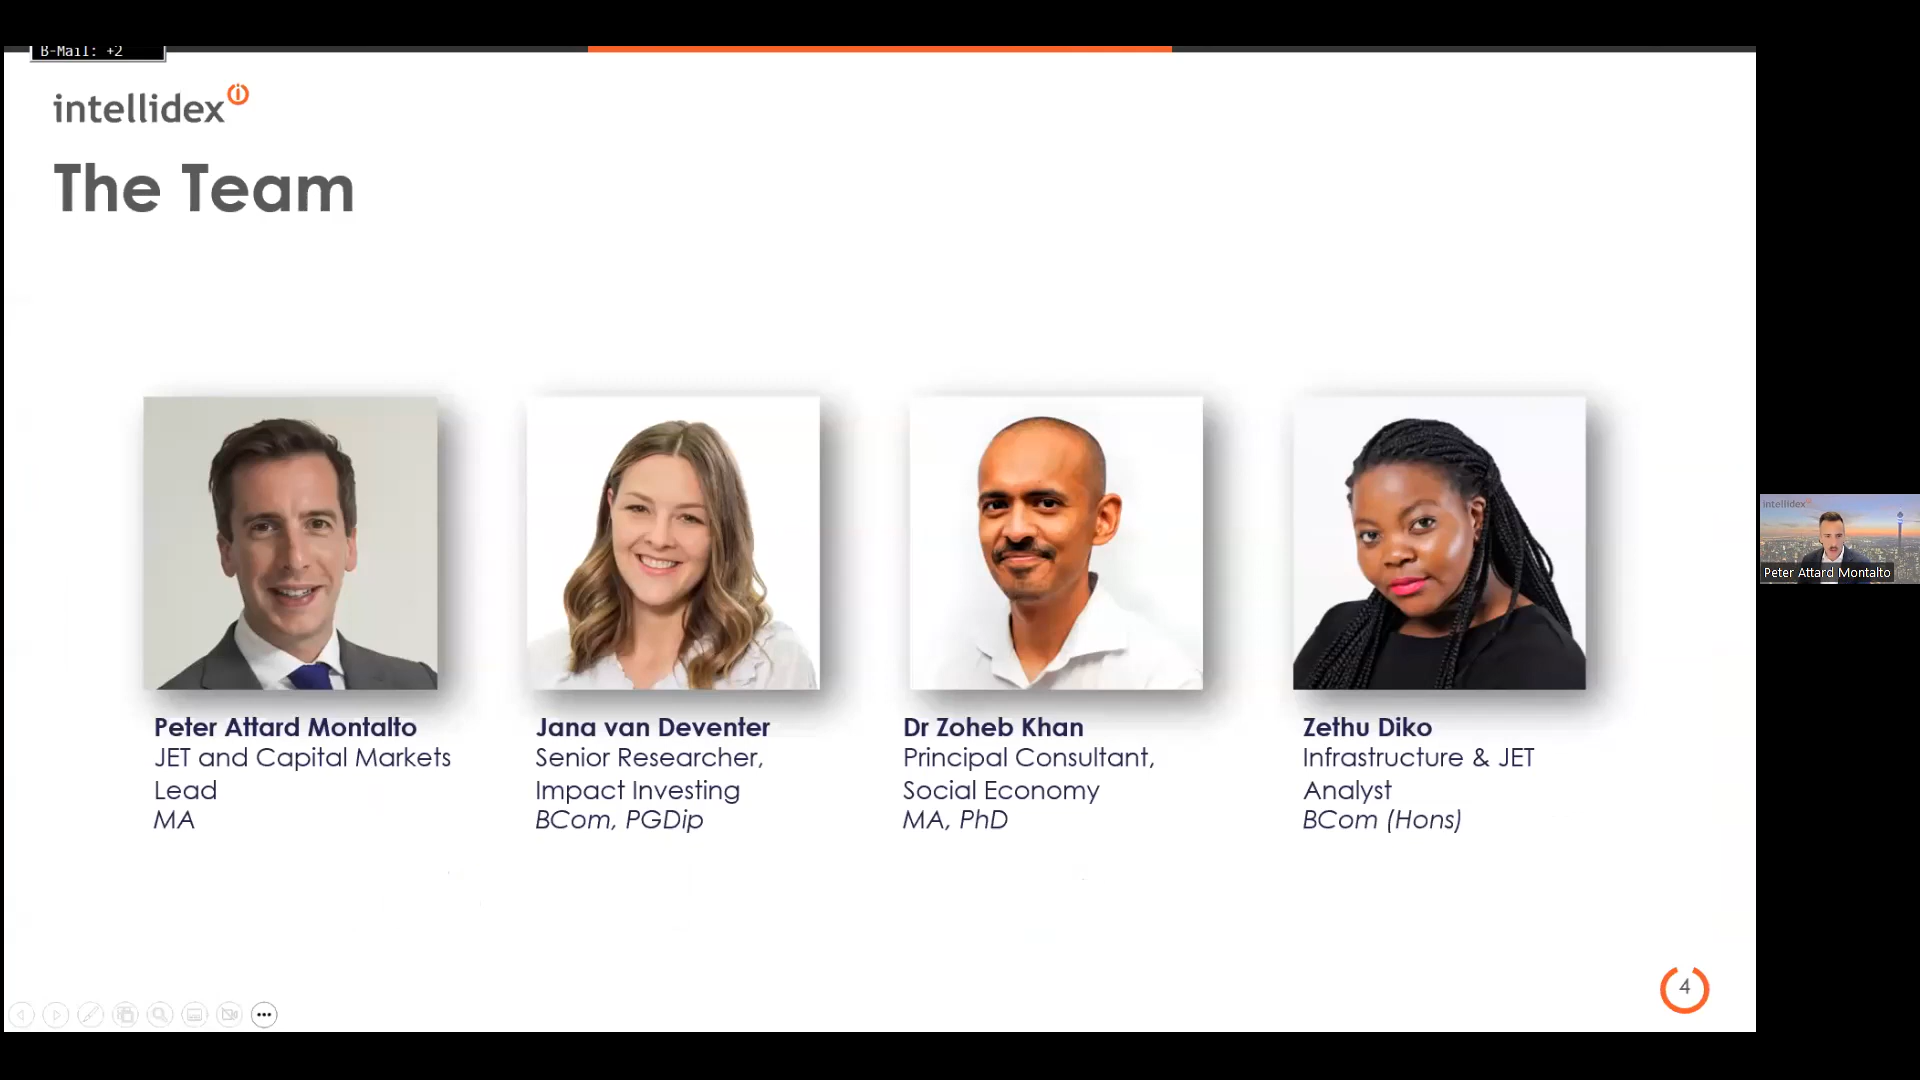 B-Mail: +2
intellidex
The Team
intellidex
Peter Attard Montalto
Peter Attard Montalto
JET and Capital Markets
Lead
MA
Jana van Deventer
Senior Researcher,
Impact Investing
BCom, PGDip
Dr Zoheb Khan
Principal Consultant,
Social Economy
MA, PhD
Zethu Diko
Infrastructure & JET
Analyst
BCom (Hons)
4